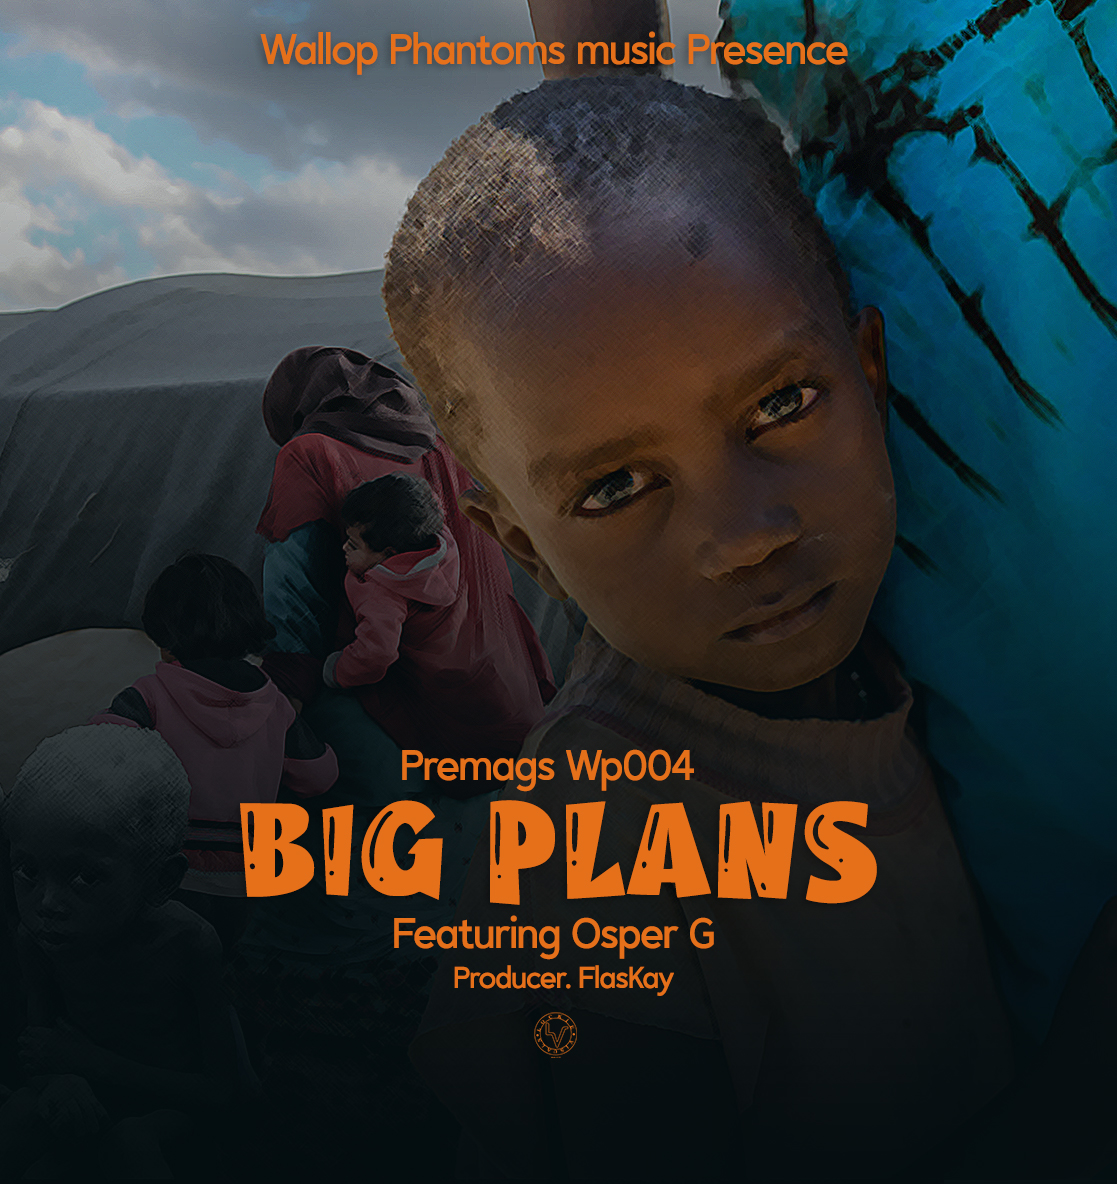 Wallop Phantoms music Presence
Premags Wp004
BIG PLANS
Featuring Osper G
Producer. FlasKay